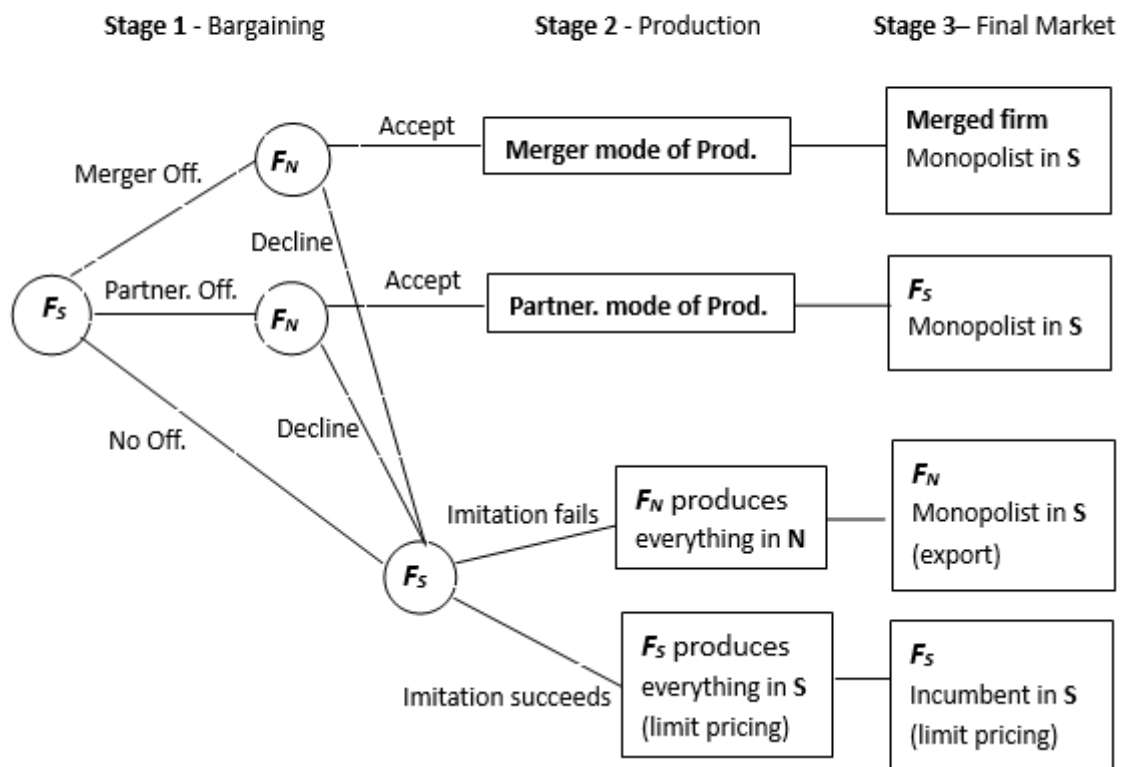 Stage 1 - Bargaining
Stage 2 - Production
Stage 3– Final Market
Merger Off.
F_N
Accept
Merger mode of Prod.
Merged firm
Monopolist in S
Decline
F_S
Partner. Off.
F_N
Accept
Partner. mode of Prod.
F_S
Monopolist in S
Decline
No Off.
F_S
Imitation fails
F_N produces
everything in N
F_N
Monopolist in S
(export)
Imitation succeeds
F_S produces
everything in S
(limit pricing)
F_S
Incumbent in S
(limit pricing)